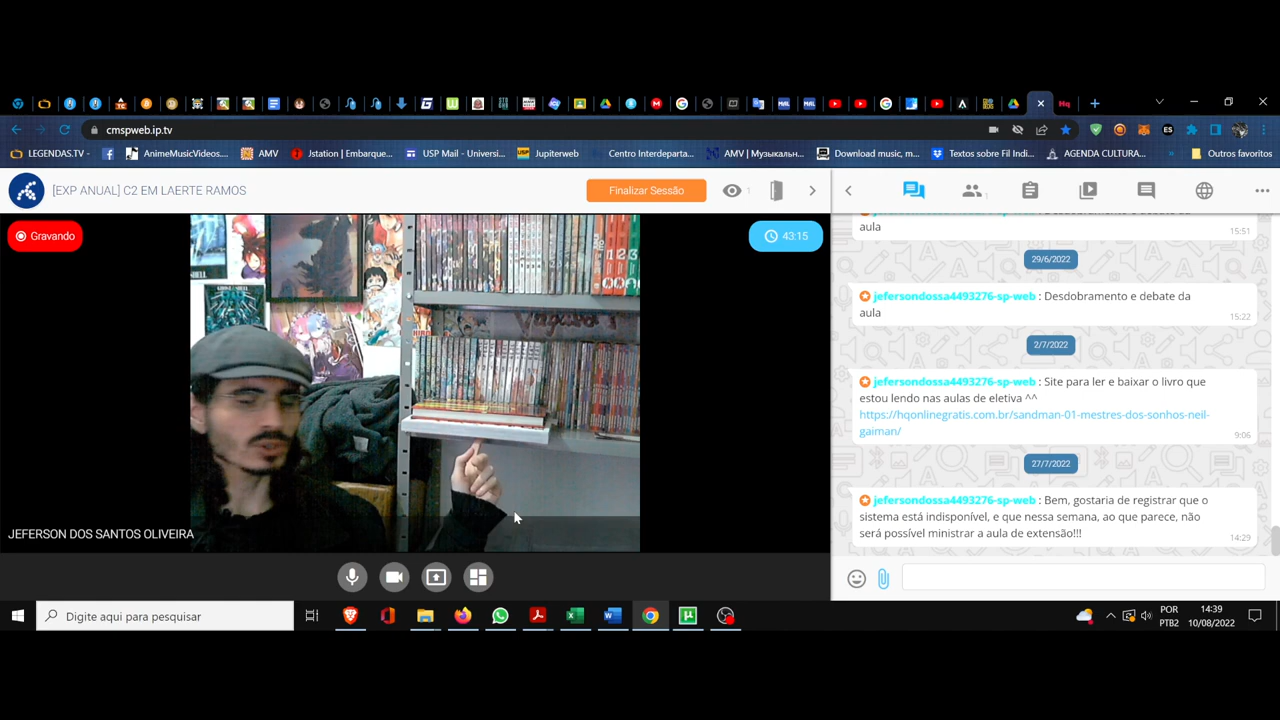 cmspweb.ip.tv
LEGENDAS.TV -
AnimeMusicVideos....
AMV
Jstation | Embarque...
USP Mail - Universi...
Jupiterweb
Centro Interdeparta...
AMV | Музыкальн...
Download music, m...
Textos sobre Fil Indi...
AGENDA CULTURA...
»
Outros favoritos
[EXP ANUAL] C2 EM LAERTE RAMOS
Finalizar Sessão
1
1
Gravando
43:15
JEFERSON DOS SANTOS OLIVEIRA
aula
15:51
29/6/2022
jefersondossa4493276-sp-web : Desdobramento e debate da
aula
15:22
2/7/2022
jefersondossa4493276-sp-web : Site para ler e baixar o livro que
estou lendo nas aulas de eletiva ^^
https://hqonlinegratis.com.br/sandman-01-mestres-dos-sonhos-neil-
gaiman/
9:06
27/7/2022
jefersondossa4493276-sp-web : Bem, gostaria de registrar que o
sistema está indisponível, e que nessa semana, ao que parece, não
será possível ministrar a aula de extensão!!!
14:29
Digite aqui para pesquisar
POR
PTB2
14:39
10/08/2022